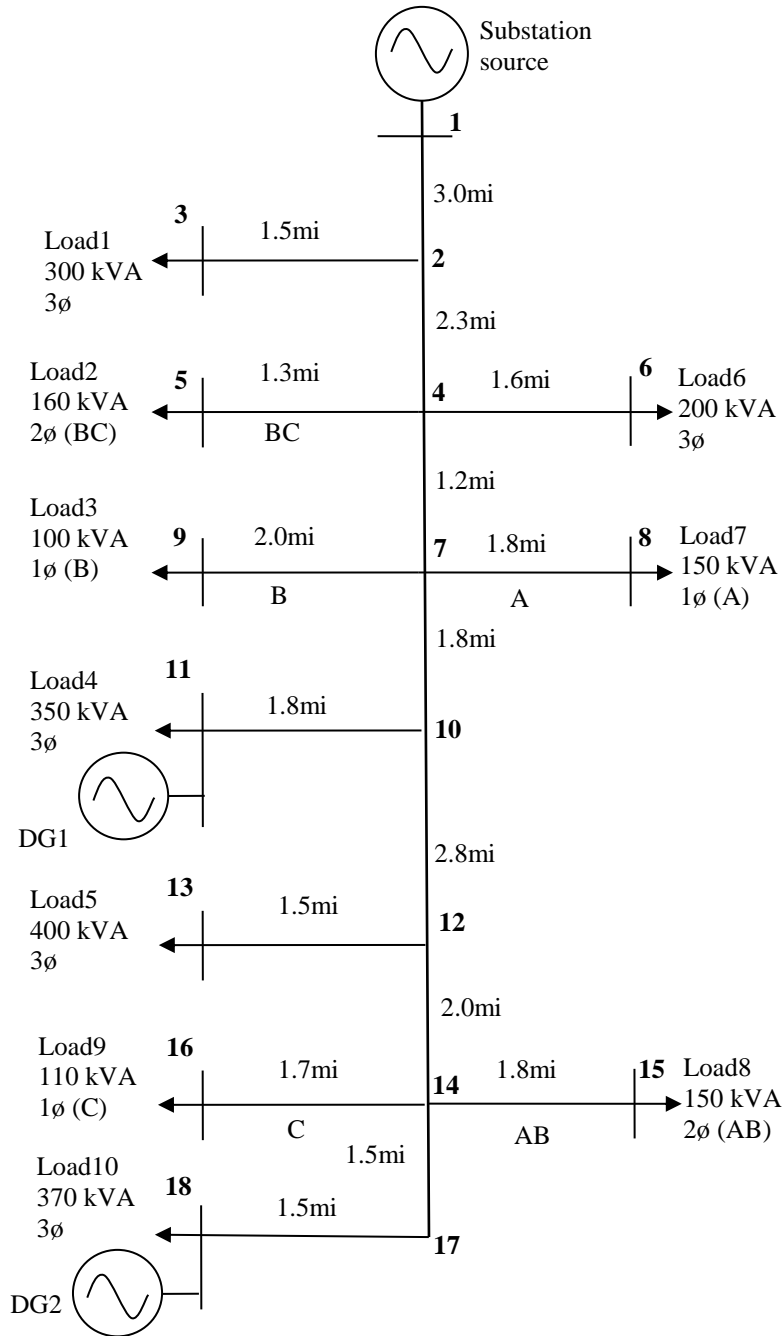 Substation
source
1
3.0mi
3
1.5mi
Load1
300 kVA
3ø
2
2.3mi
Load2
160 kVA
2ø (BC)
5
1.3mi
BC
4
1.6mi
6
Load6
200 kVA
3ø
1.2mi
Load3
100 kVA
1ø (B)
9
2.0mi
B
7
1.8mi
A
8
Load7
150 kVA
1ø (A)
1.8mi
11
Load4
350 kVA
3ø
1.8mi
10
DG1
2.8mi
13
Load5
400 kVA
3ø
1.5mi
12
2.0mi
Load9
110 kVA
1ø (C)
16
1.7mi
C
14
1.8mi
AB
15
Load8
150 kVA
2ø (AB)
1.5mi
Load10
370 kVA
3ø
18
1.5mi
17
DG2